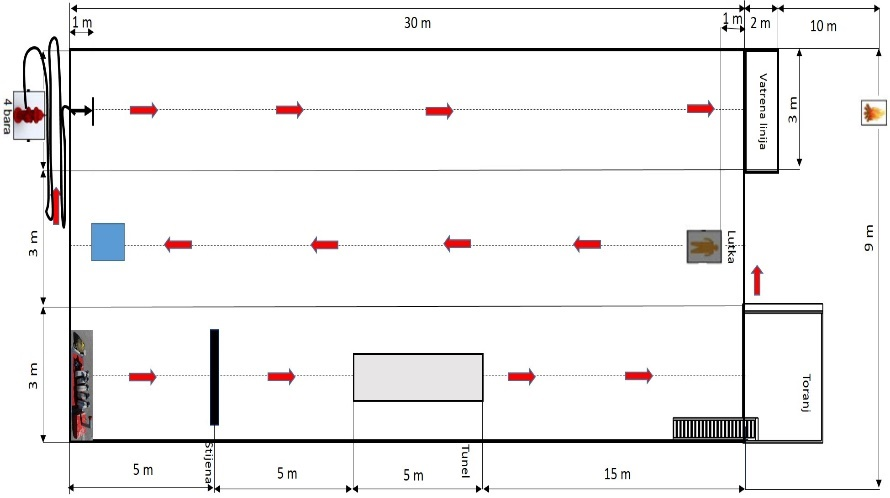 30 m
1 m
1 m
2 m
10 m
4 bara
Vatrena linija
3 m
3 m
Lutka
9 m
3 m
Toranj
Stijena
Tunel
5 m
5 m
5 m
15 m